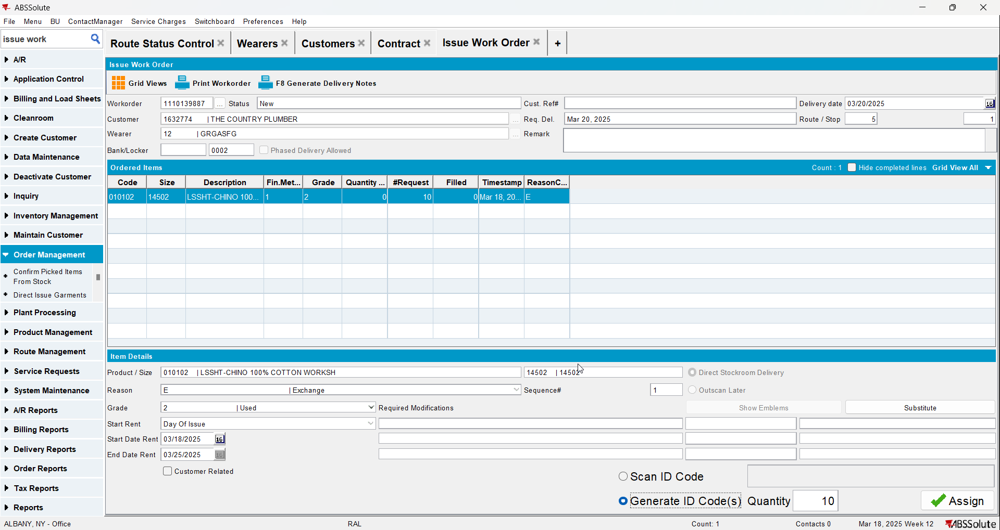 ABSSolute
File Menu BU ContactManager Service Charges Switchboard Preferences Help
issue work
Route Status Control Wearers Customers Contract Issue Work Order +
A/R
Application Control
Billing and Load Sheets
Cleanroom
Create Customer
Data Maintenance
Deactivate Customer
Inquiry
Inventory Management
Maintain Customer
Order Management
Confirm Picked Items
From Stock
Direct Issue Garments
Plant Processing
Product Management
Route Management
Service Requests
System Maintenance
A/R Reports
Billing Reports
Delivery Reports
Order Reports
Tax Reports
Reports
Issue Work Order
Grid Views Print Workorder F8 Generate Delivery Notes
Workorder 1110139887 ... Status New Cust. Ref# Delivery date 03/20/2025 16
Customer 1632774 | THE COUNTRY PLUMBER ... Req. Del. Mar 20, 2025 Route / Stop 5 1
Wearer 12 | GRGASFG ... Remark
Bank/Locker 0002 Phased Delivery Allowed
Ordered Items Count : 1 Hide completed lines Grid View All
Code Size Description Fin.Met... Grade Quantity ... #Request Filled Timestamp ReasonC...
010102 14502 LSSHT-CHINO 100... 1 2 0 10 0 Mar 18, 20... E
Item Details
Product / Size 010102 | LSSHT-CHINO 100% COTTON WORKSH 14502 | 14502 Direct Stockroom Delivery
Reason E | Exchange Sequence# 1 Outscan Later
Grade 2 | Used Required Modifications Show Emblems Substitute
Start Rent Day Of Issue
Start Date Rent 03/18/2025 16
End Date Rent 03/25/2025 16
Customer Related
Scan ID Code
Generate ID Code(s) Quantity 10 Assign
ALBANY, NY - Office RAL Count: 1 Contacts 0 Mar 18, 2025 Week 12 ABSSolute